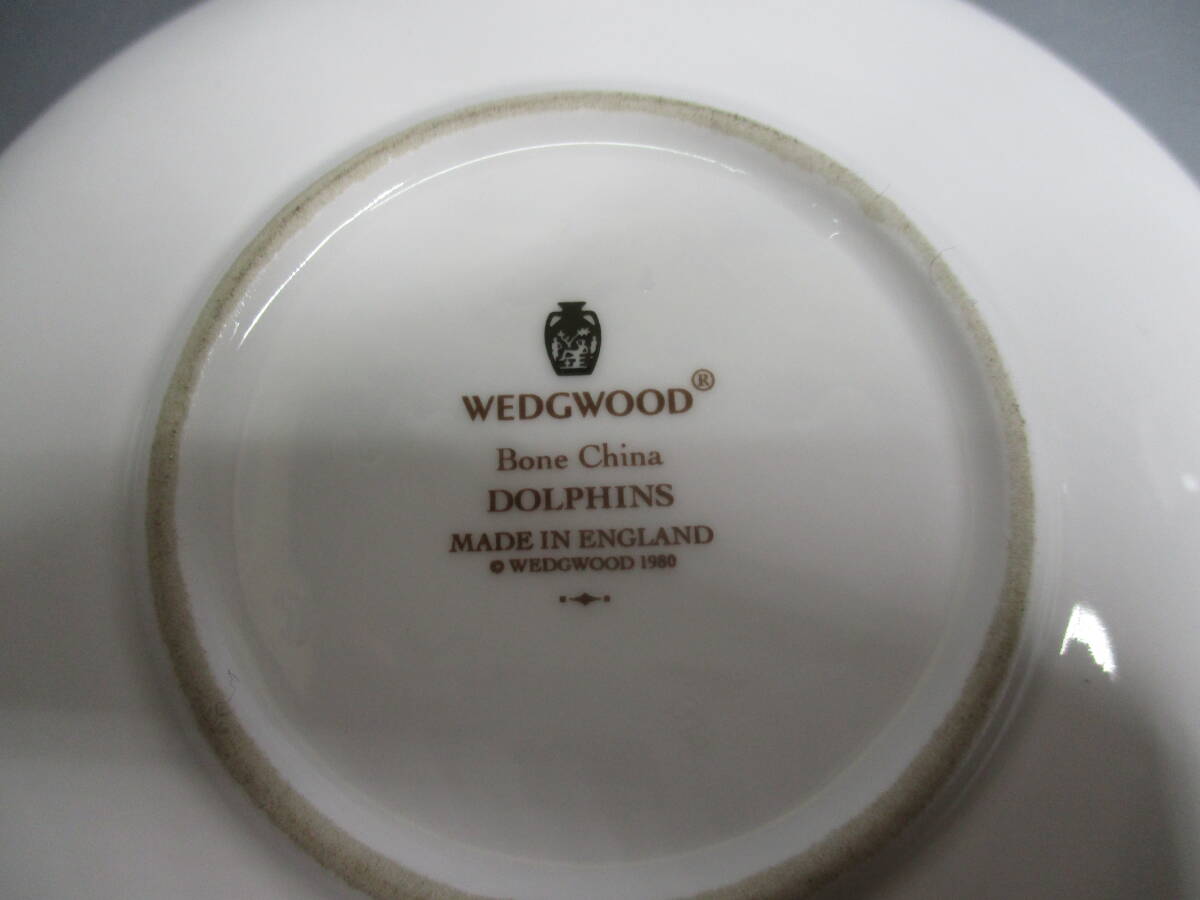 WEDGWOOD®
Bone China
DOLPHINS
MADE IN ENGLAND
© WEDGWOOD 1980